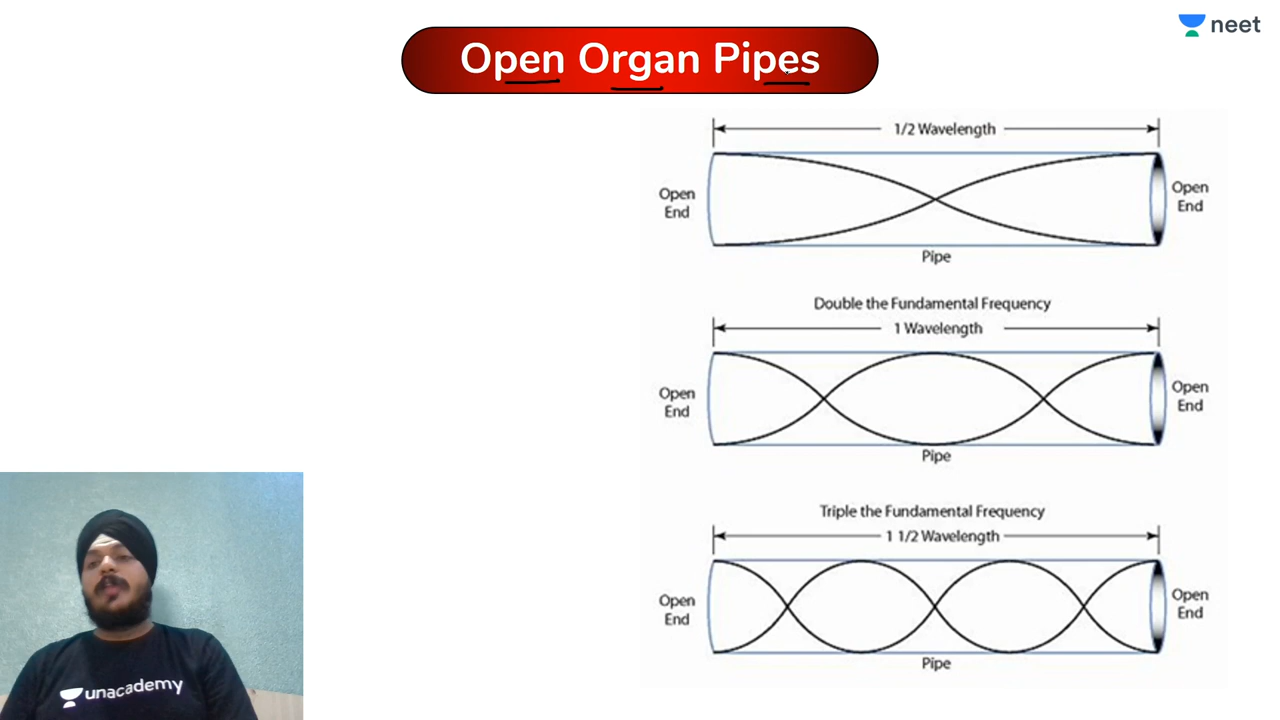 Open Organ Pipes
neet
1/2 Wavelength
Open
End
Open
End
Pipe
Double the Fundamental Frequency
1 Wavelength
Open
End
Open
End
Pipe
Triple the Fundamental Frequency
1 1/2 Wavelength
Open
End
Open
End
Pipe
unacademy